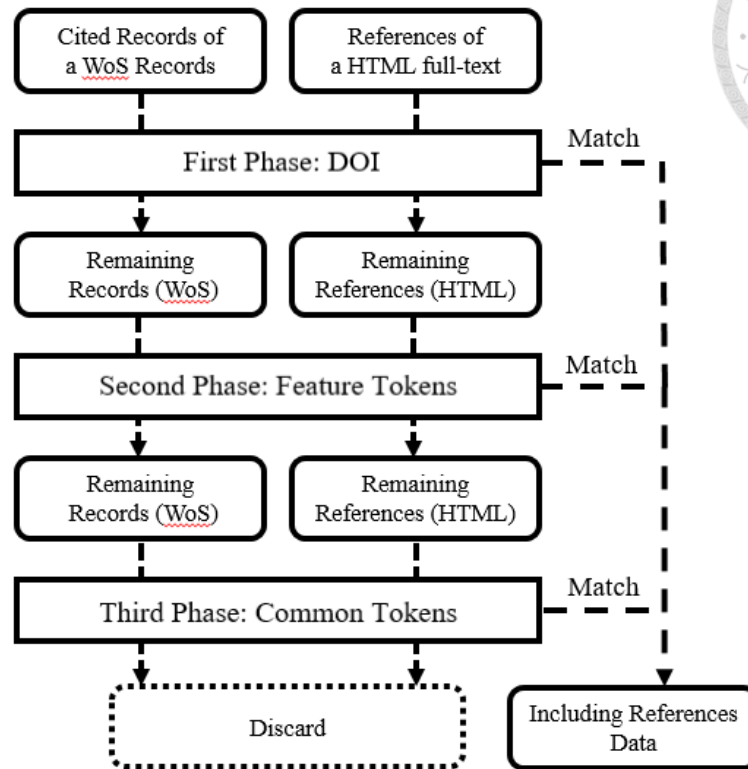 Cited Records of
a WoS Records
References of
a HTML full-text
First Phase: DOI
Match
Remaining
Records (WoS)
Remaining
References (HTML)
Second Phase: Feature Tokens
Match
Remaining
Records (WoS)
Remaining
References (HTML)
Third Phase: Common Tokens
Match
Discard
Including References
Data